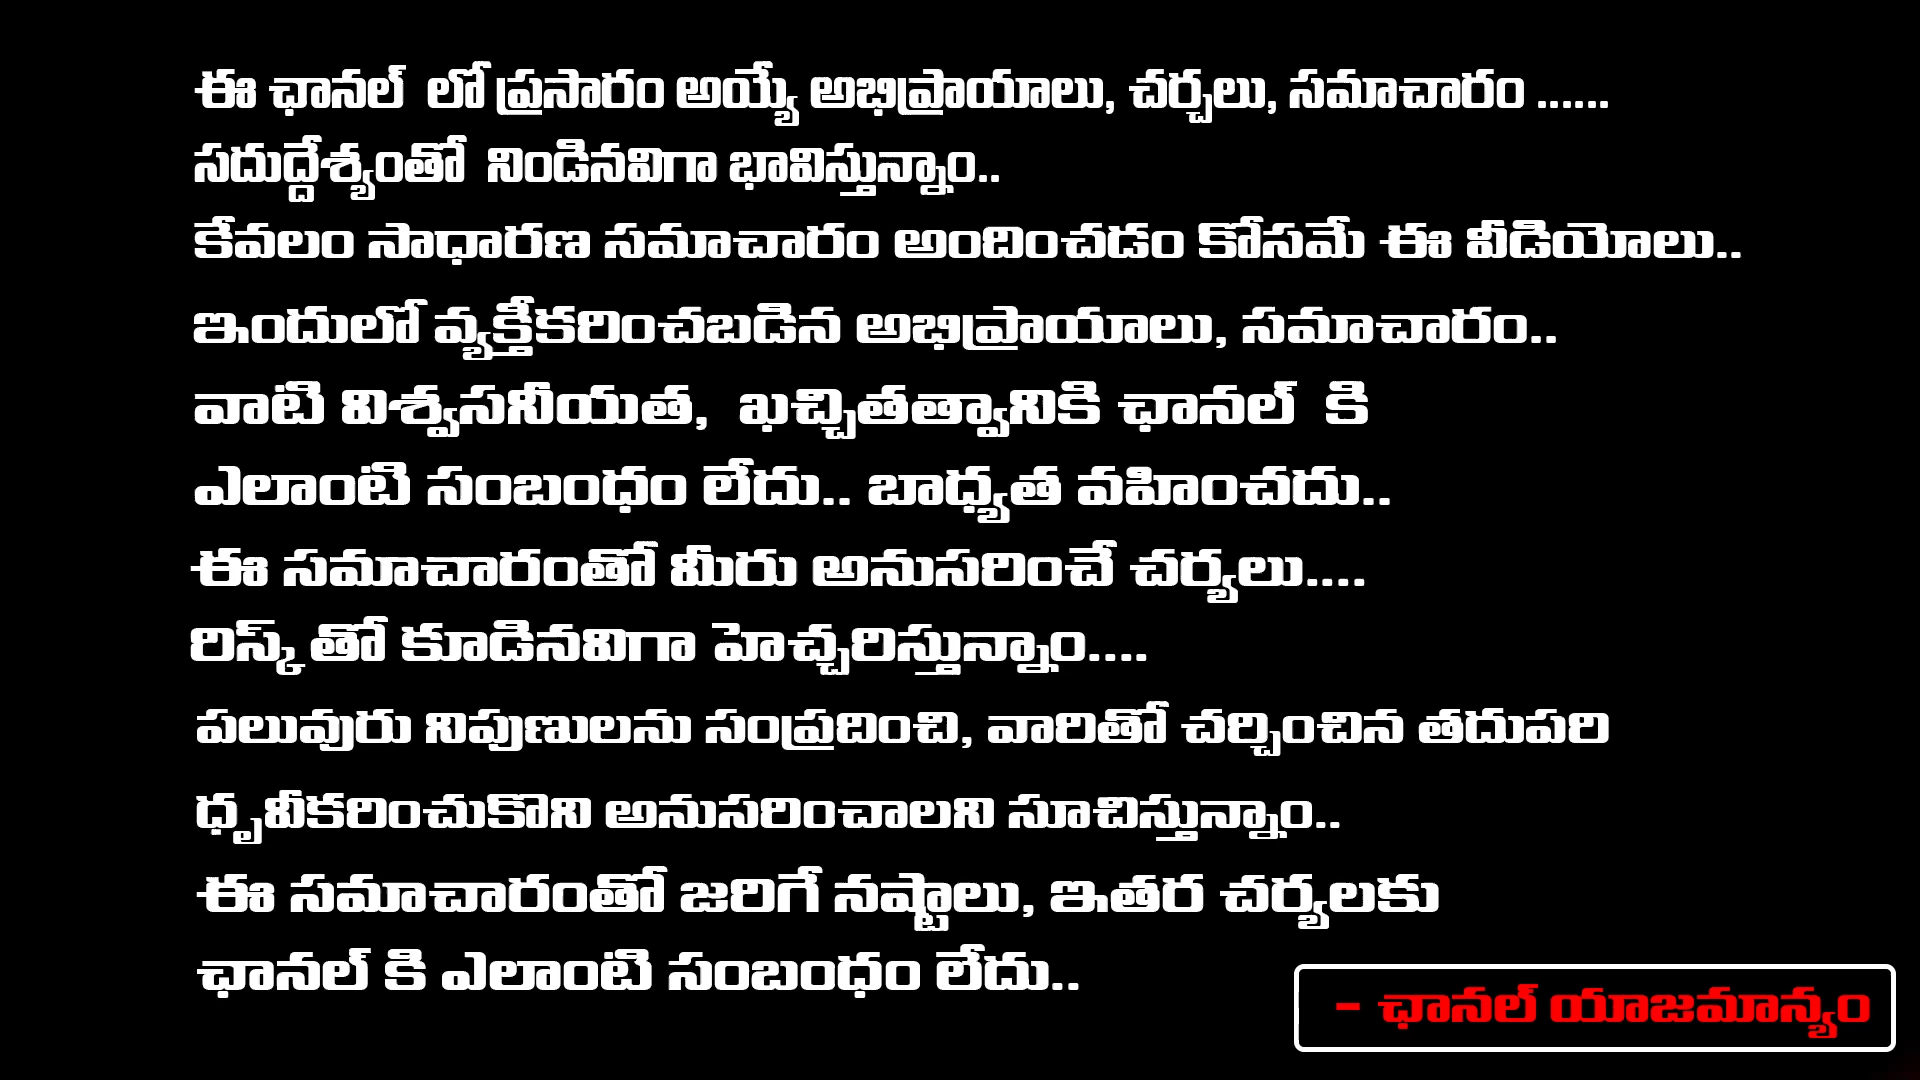 ఈ ఛానల్ లో ప్రసారం అయ్యే అభిప్రాయాలు, చర్చలు, సమాచారం ......
సదుద్దేశ్యంతో నిండినవిగా భావిస్తున్నాం..
కేవలం సాధారణ సమాచారం అందించడం కోసమే ఈ వీడియోలు..
ఇందులో వ్యక్తీకరించబడిన అభిప్రాయాలు, సమాచారం..
వాటి విశ్వసనీయత, ఖచ్చితత్వానికి ఛానల్ కి
ఎలాంటి సంబంధం లేదు.. బాధ్యత వహించదు..
ఈ సమాచారంతో మీరు అనుసరించే చర్యలు....
రిస్క్ తో కూడినవిగా హెచ్చరిస్తున్నాం....
పలువురు నిపుణులను సంప్రదించి, వారితో చర్చించిన తదుపరి
ధృవీకరించుకొని అనుసరించాలని సూచిస్తున్నాం..
ఈ సమాచారంతో జరిగే నష్టాలు, ఇతర చర్యలకు
ఛానల్ కి ఎలాంటి సంబంధం లేదు..
- ఛానల్ యాజమాన్యం